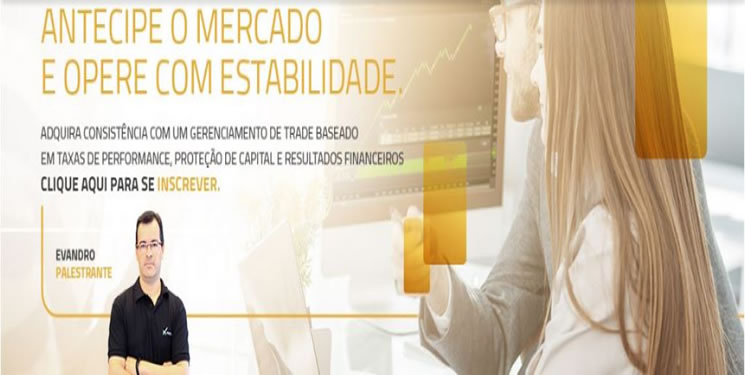 ANTECIPE O MERCADO
E OPERE COM ESTABILIDADE.
ADQUIRA CONSISTÊNCIA COM UM GERENCIAMENTO DE TRADE BASEADO
EM TAXAS DE PERFORMANCE, PROTEÇÃO DE CAPITAL E RESULTADOS FINANCEIROS
CLIQUE AQUI PARA SE INSCREVER.
EVANDRO
PALESTRANTE